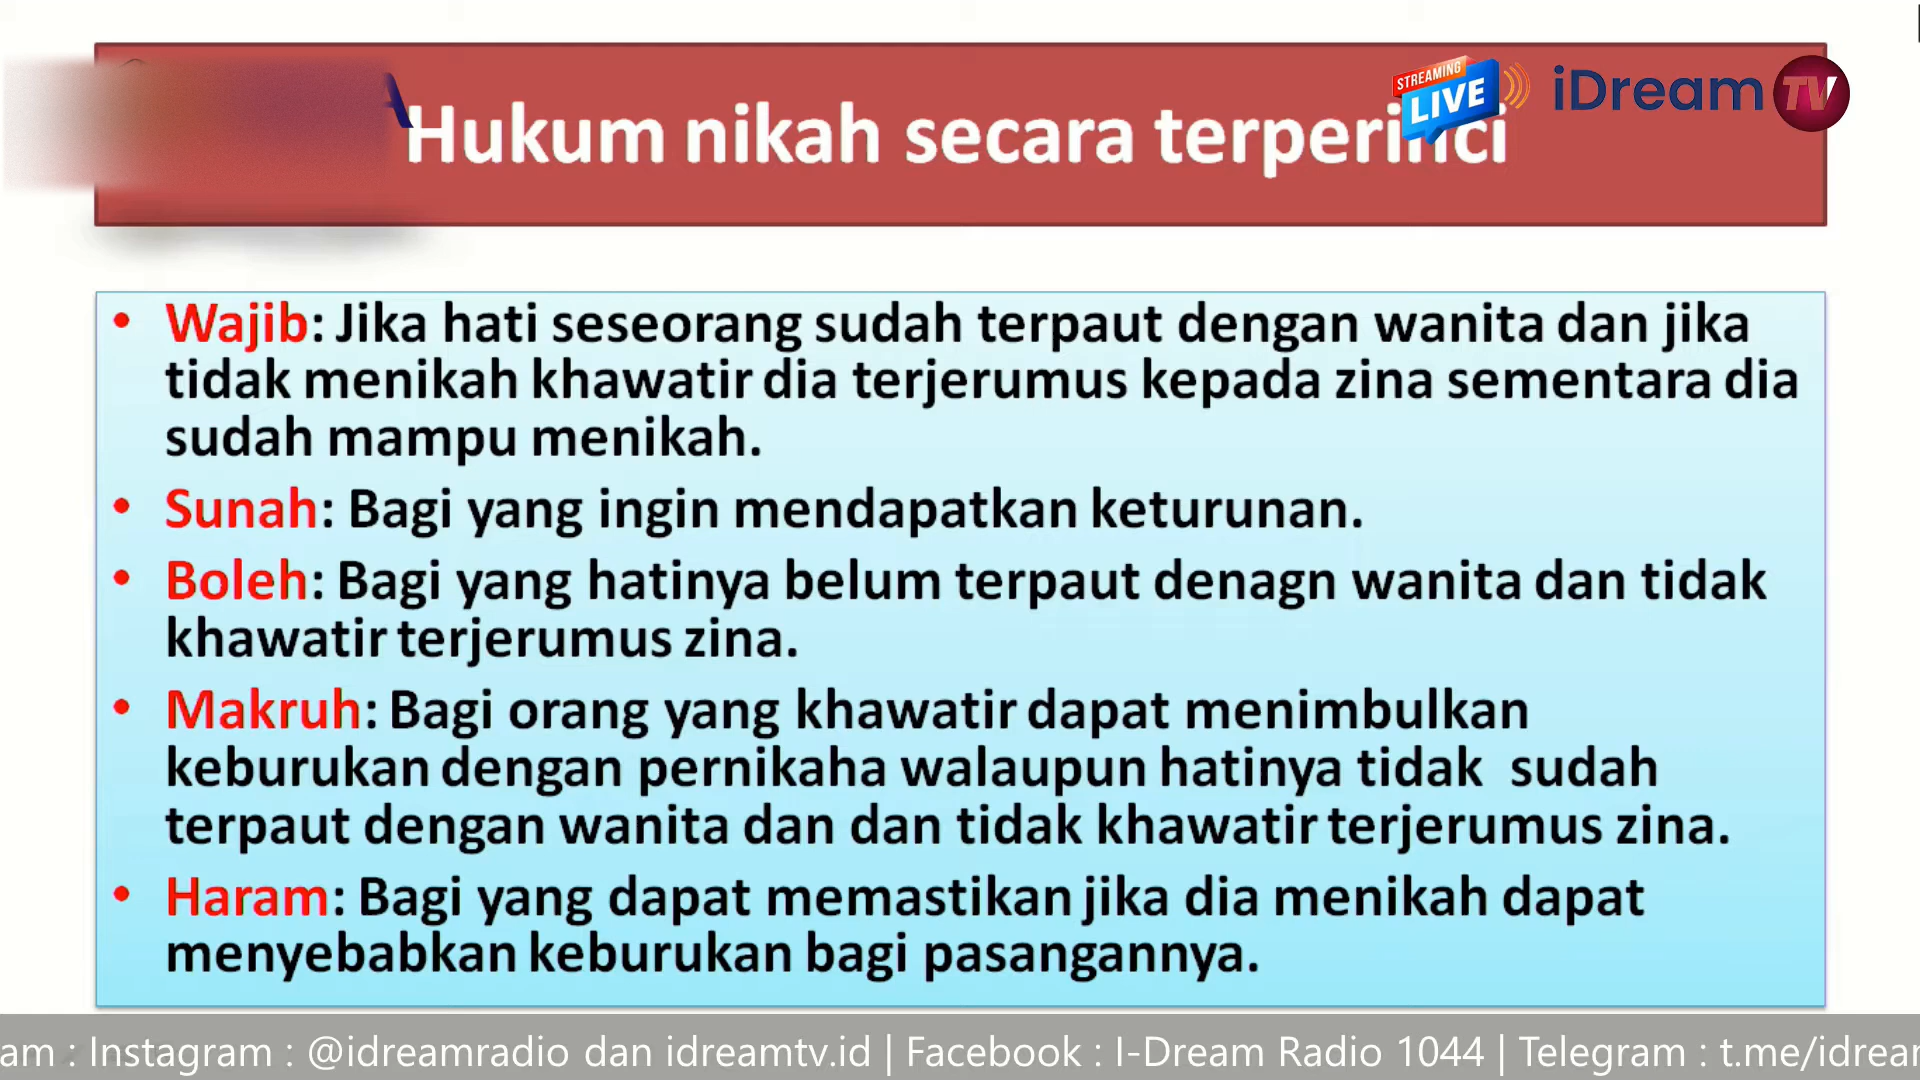 STREAMING
LIVE
iDream TV
Hukum nikah secara terperinci
• Wajib: Jika hati seseorang sudah terpaut dengan wanita dan jika
tidak menikah khawatir dia terjerumus kepada zina sementara dia
sudah mampu menikah.
• Sunah: Bagi yang ingin mendapatkan keturunan.
• Boleh: Bagi yang hatinya belum terpaut denagn wanita dan tidak
khawatir terjerumus zina.
• Makruh: Bagi orang yang khawatir dapat menimbulkan
keburukan dengan pernikaha walaupun hatinya tidak sudah
terpaut dengan wanita dan dan tidak khawatir terjerumus zina.
• Haram: Bagi yang dapat memastikan jika dia menikah dapat
menyebabkan keburukan bagi pasangannya.
am : Instagram : @idreamradio dan idreamtv.id | Facebook : I-Dream Radio 1044 | Telegram : t.me/idrear